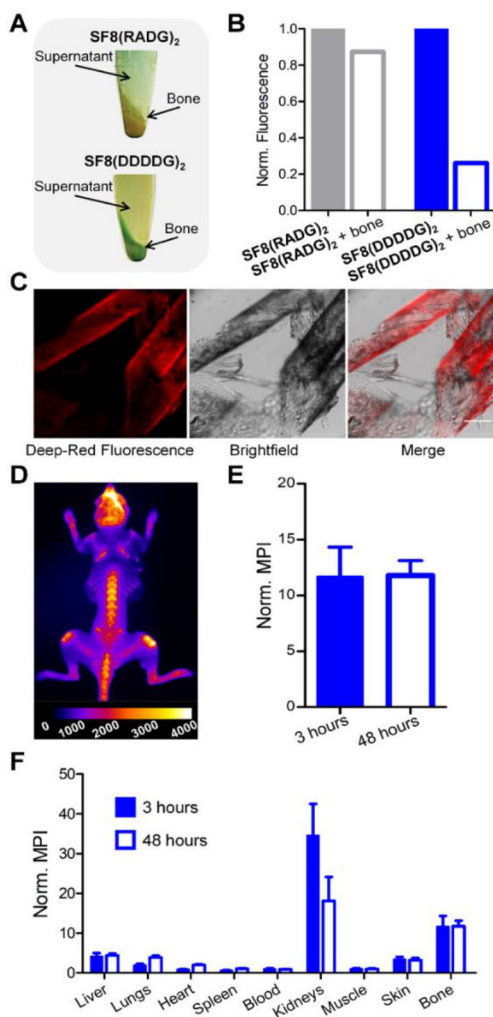 A
SF8(RADG)2
Supernatant
Bone
SF8(DDDDG)2
Supernatant
Bone
B
Norm. Fluorescence
1.0
0.8
0.6
0.4
0.2
0.0
SF8(RADG)2
SF8(RADG)2 + bone
SF8(DDDDG)2
SF8(DDDDG)2 + bone
C
Deep-Red Fluorescence Brightfield Merge
D
0 1000 2000 3000 4000
E
Norm. MPI
20
15
10
5
0
3 hours
48 hours
F
Norm. MPI
50
40
30
20
10
0
3 hours
48 hours
Liver Lungs Heart Spleen Blood Kidneys Muscle Skin Bone